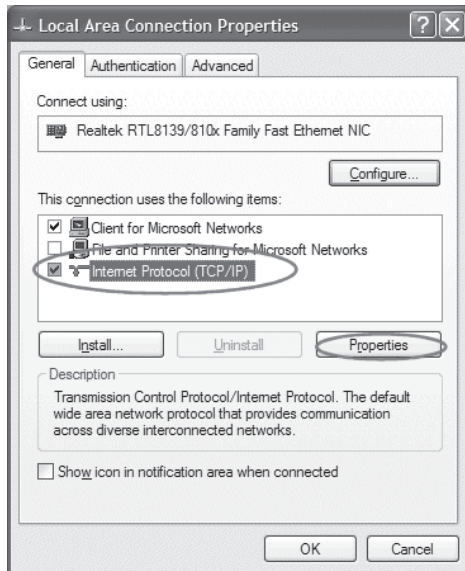 Local Area Connection Properties
General Authentication Advanced
Connect using:
Realtek RTL8139/810x Family Fast Ethernet NIC
Configure...
This connection uses the following items:
Client for Microsoft Networks
File and Printer Sharing for Microsoft Networks
Internet Protocol (TCP/IP)
Install... Uninstall Properties
Description
Transmission Control Protocol/Internet Protocol. The default
wide area network protocol that provides communication
across diverse interconnected networks.
Show icon in notification area when connected
OK Cancel